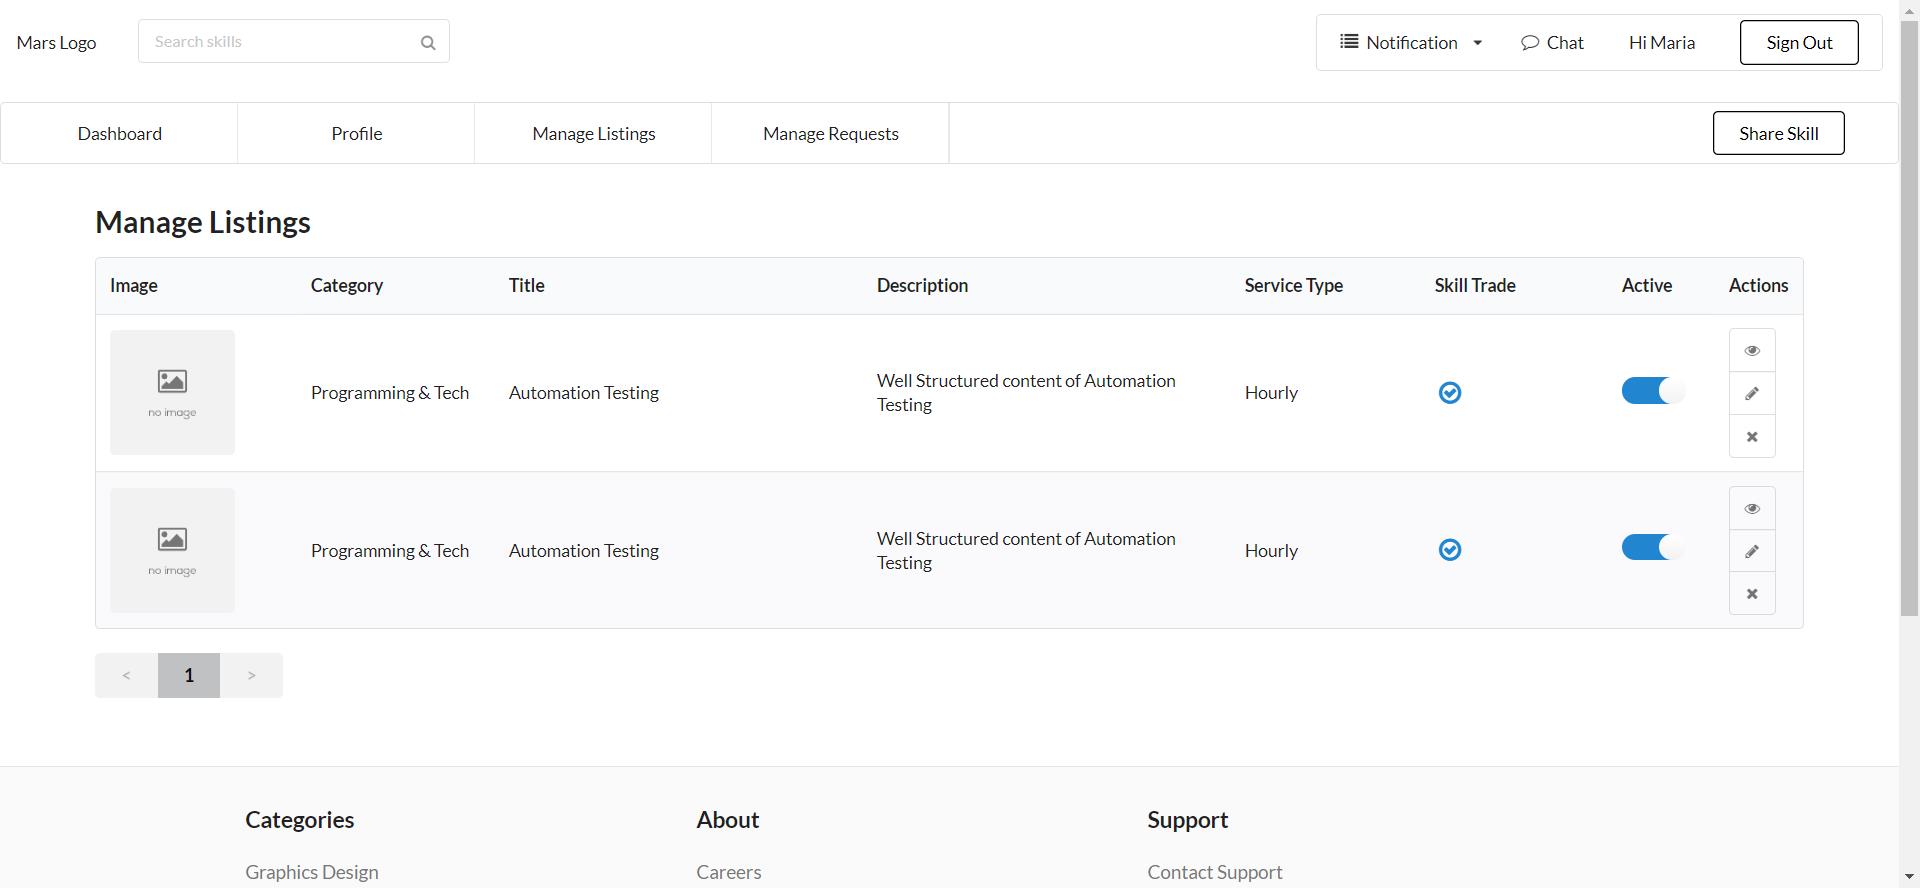 Mars Logo
Search skills
Notification
Chat
Hi Maria
Sign Out
Dashboard
Profile
Manage Listings
Manage Requests
Share Skill
Manage Listings
Image Category Title Description Service Type Skill Trade Active Actions
no image
Programming & Tech
Automation Testing
Well Structured content of Automation
Testing
Hourly
no image
Programming & Tech
Automation Testing
Well Structured content of Automation
Testing
Hourly
< 1 >
Categories
About
Support
Graphics Design
Careers
Contact Support